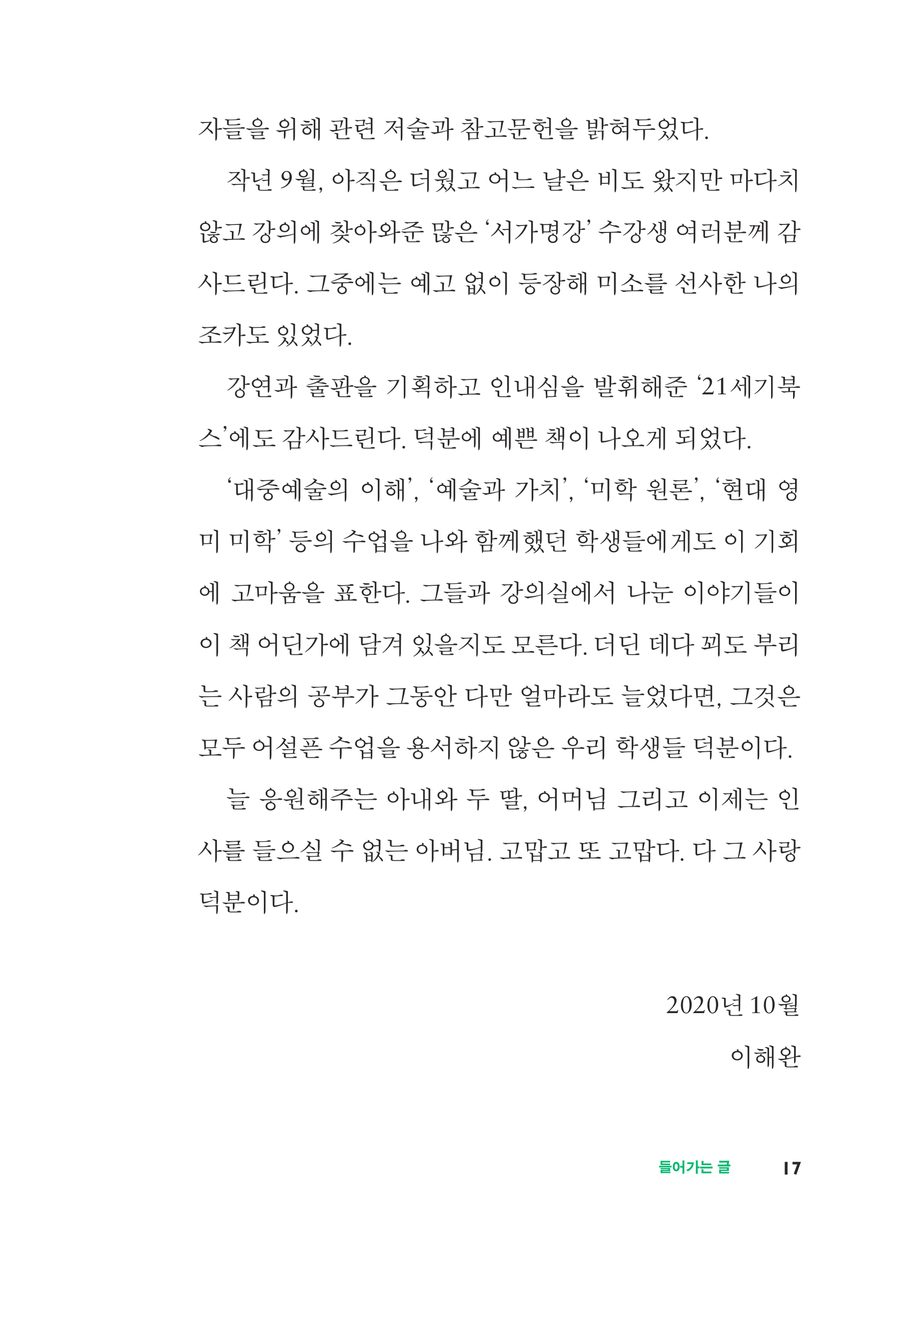 자들을 위해 관련 저술과 참고문헌을 밝혀두었다.
작년 9월, 아직은 더웠고 어느 날은 비도 왔지만 마다치
않고 강의에 찾아와준 많은 ‘서가명강’ 수강생 여러분께 감
사드린다. 그중에는 예고 없이 등장해 미소를 선사한 나의
조카도 있었다.
강연과 출판을 기획하고 인내심을 발휘해준 ‘21세기북
스’에도 감사드린다. 덕분에 예쁜 책이 나오게 되었다.
‘대중예술의 이해’, ‘예술과 가치’, ‘미학 원론’, ‘현대 영
미 미학’ 등의 수업을 나와 함께했던 학생들에게도 이 기회
에 고마움을 표한다. 그들과 강의실에서 나눈 이야기들이
이 책 어딘가에 담겨 있을지도 모른다. 더딘 데다 꾀도 부리
는 사람의 공부가 그동안 다만 얼마라도 늘었다면, 그것은
모두 어설픈 수업을 용서하지 않은 우리 학생들 덕분이다.
늘 응원해주는 아내와 두 딸, 어머님 그리고 이제는 인
사를 들으실 수 없는 아버님. 고맙고 또 고맙다. 다 그 사랑
덕분이다.
2020년 10월
이해완
들어가는 글 17